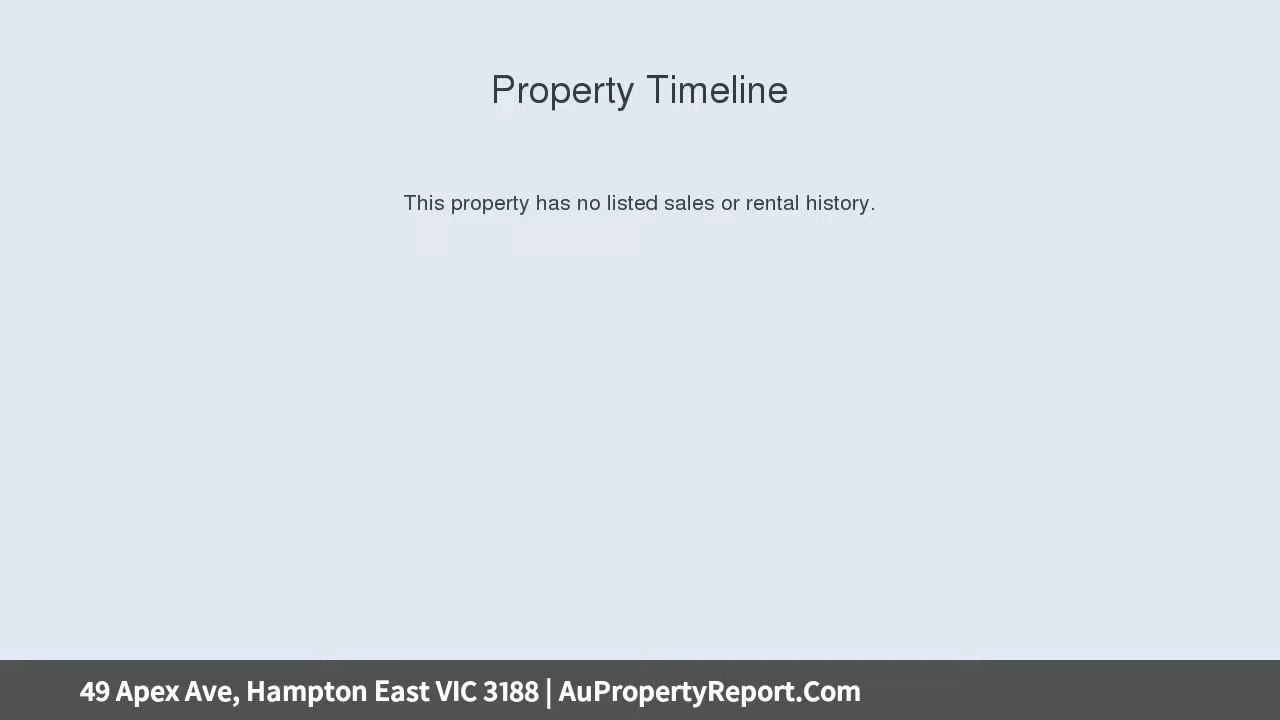 Property Timeline
This property has no listed sales or rental history.
49 Apex Ave, Hampton East VIC 3188 | AuPropertyReport.Com